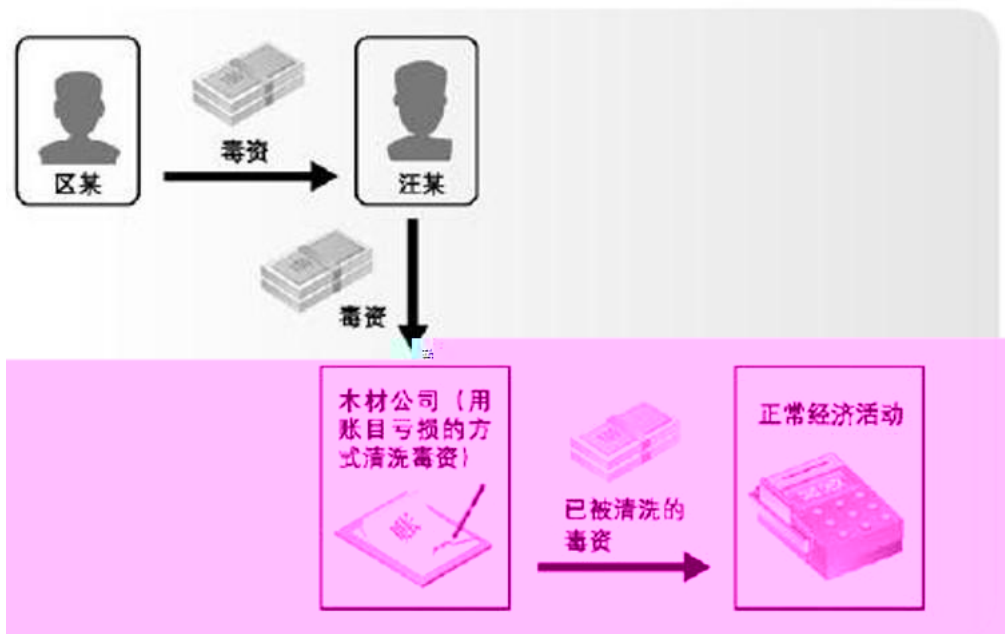 毒资
区某
汪某
毒资
木材公司（用
账目亏损的方
式清洗毒资）
正常经济活动
已被清洗的
毒资